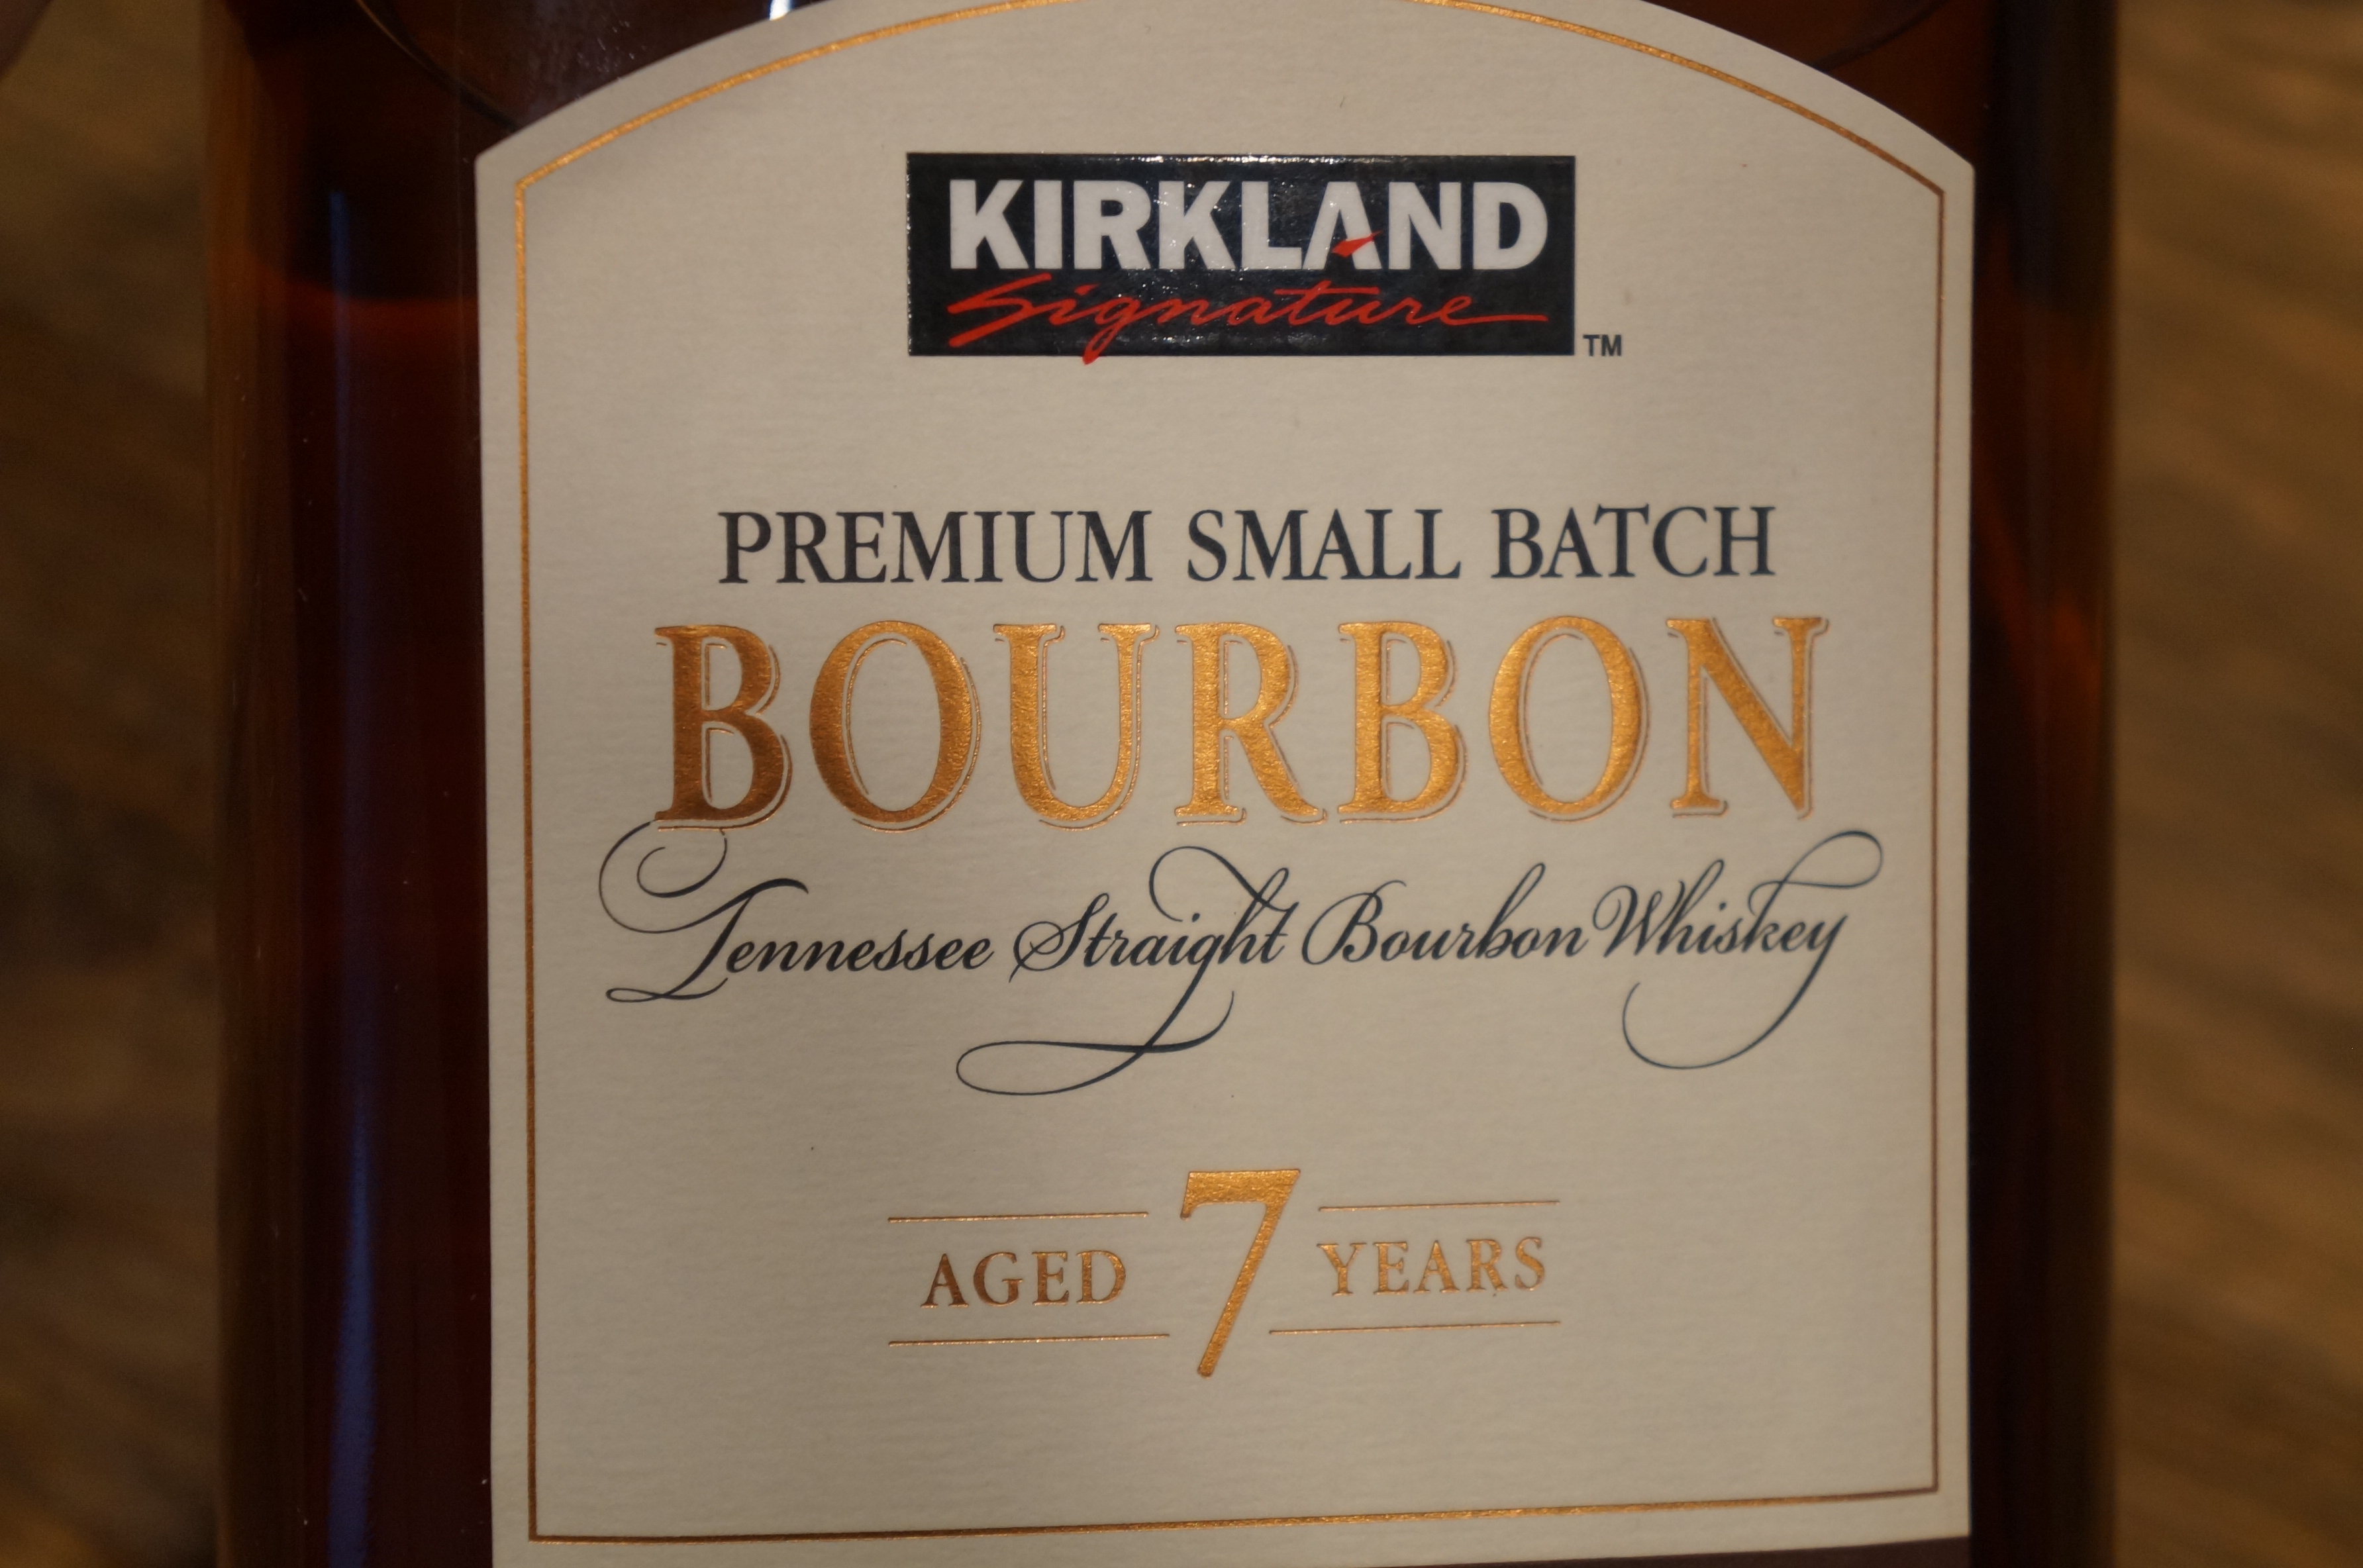 KIRKLAND
Signature
TM
PREMIUM SMALL BATCH
BOURBON
Tennessee Straight Bourbon Whiskey
AGED 7 YEARS